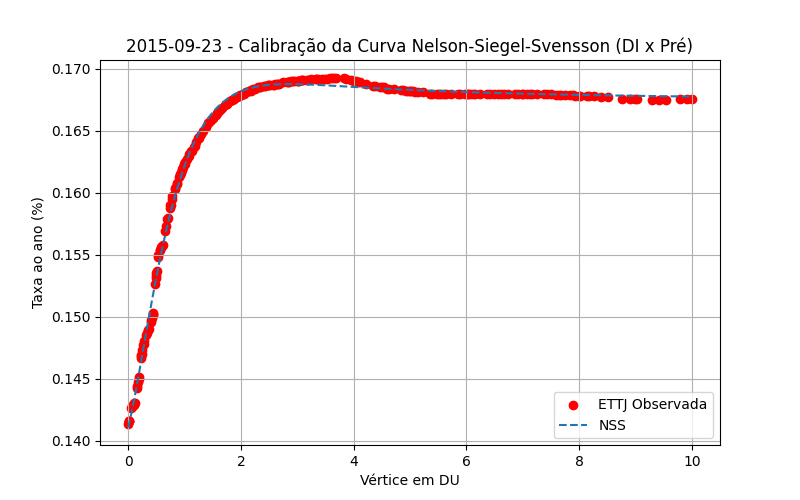 2015-09-23 - Calibração da Curva Nelson-Siegel-Svensson (DI x Pré)
0.170
0.165
0.160
0.155
0.150
0.145
0.140
Taxa ao ano (%)
0 2 4 6 8 10
Vértice em DU
ETTJ Observada
NSS